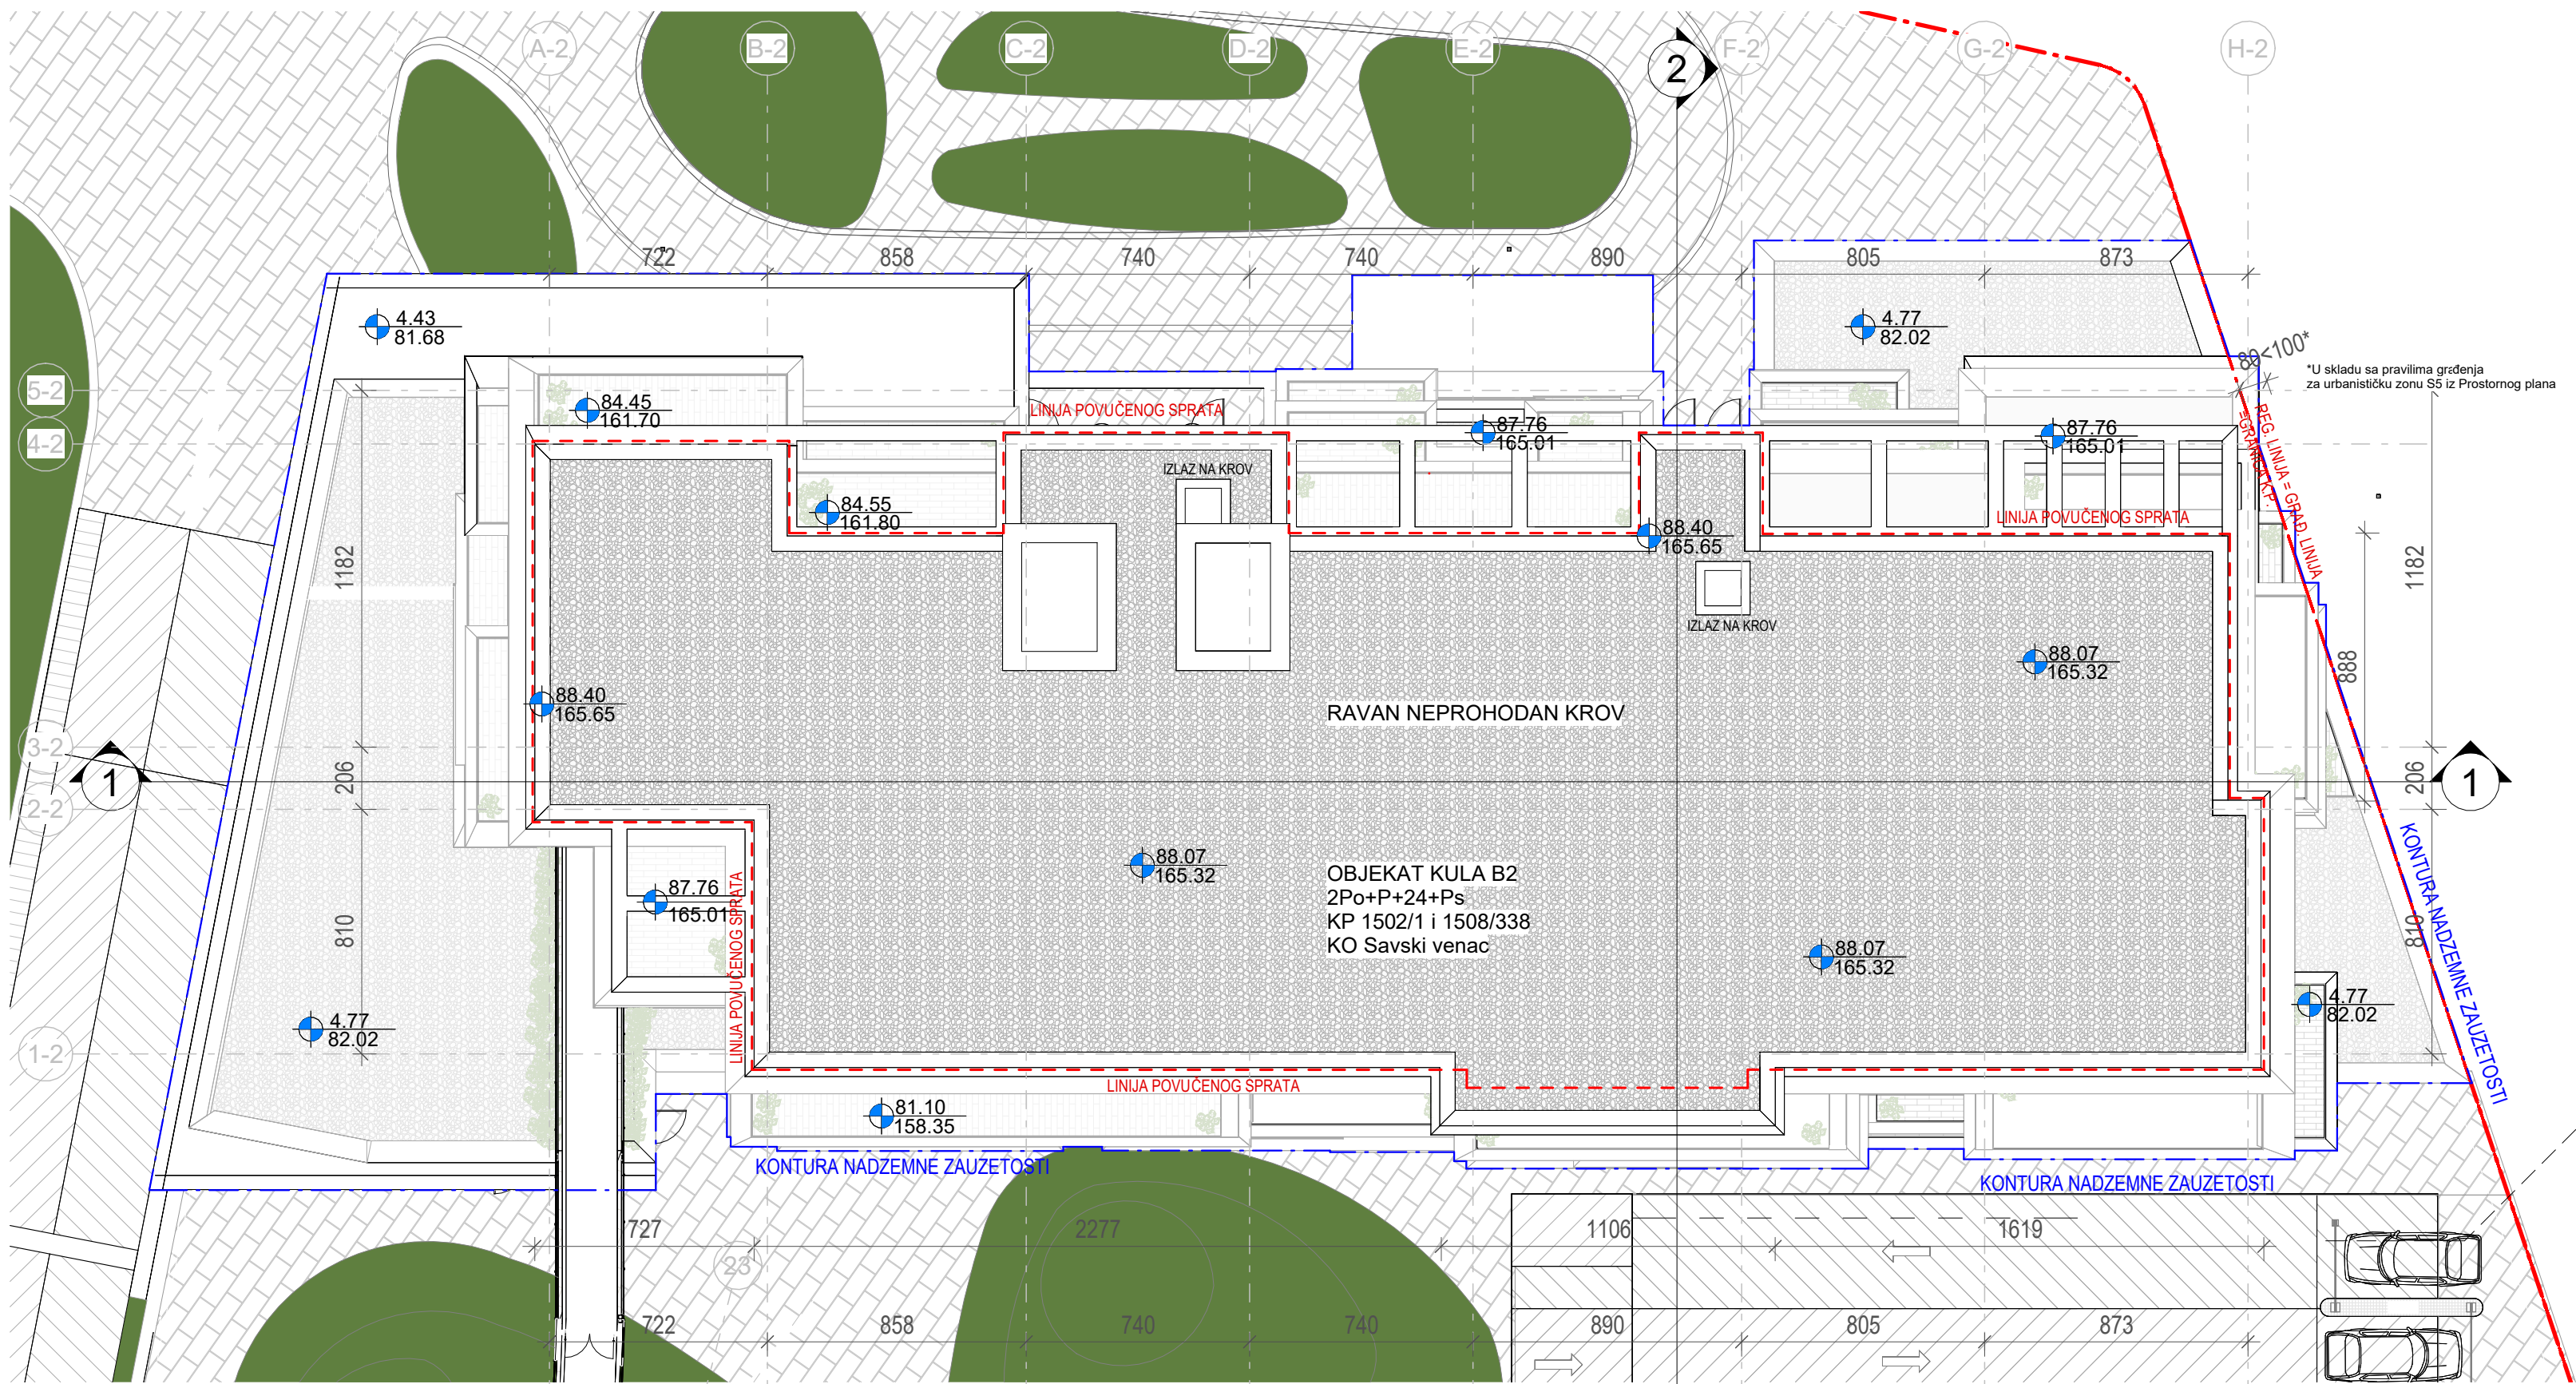 A-2
B-2
C-2
D-2
E-2
2
F-2
G-2
H-2
722
858
740
740
890
805
873
4.43
81.68
4.77
82.02
80<100*
*U skladu sa pravilima građenja
za urbanističku zonu S5 iz Prostornog plana
5-2
4-2
84.45
161.70
LINIJA POVUČENOG SPRATA
87.76
165.01
87.76
165.01
REG. LINIJA = GRAĐ. LINIJA
=GRANICA K.P.
IZLAZ NA KROV
84.55
161.80
88.40
165.65
LINIJA POVUČENOG SPRATA
1182
1182
IZLAZ NA KROV
88.07
165.32
888
88.40
165.65
RAVAN NEPROHODAN KROV
3-2
1
206
206
1
2-2
88.07
165.32
OBJEKAT KULA B2
2Po+P+24+Ps
KP 1502/1 i 1508/338
KO Savski venac
87.76
165.01
LINIJA POVUČENOG SPRATA
810
810
KONTURA NADZEMNE ZAUZETOSTI
88.07
165.32
4.77
82.02
4.77
82.02
1-2
LINIJA POVUČENOG SPRATA
81.10
158.35
KONTURA NADZEMNE ZAUZETOSTI
KONTURA NADZEMNE ZAUZETOSTI
727
2277
1106
1619
23
722
858
740
740
890
805
873